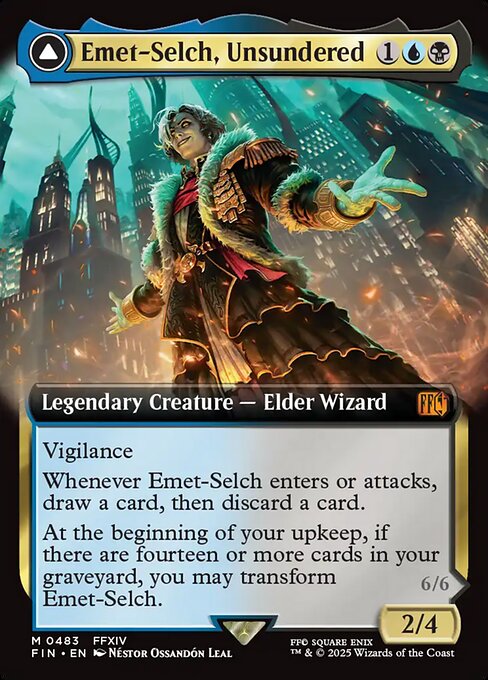 Emet-Selch, Unsundered 1
Legendary Creature — Elder Wizard FF
Vigilance
Whenever Emet-Selch enters or attacks,
draw a card, then discard a card.
At the beginning of your upkeep, if
there are fourteen or more cards in your
graveyard, you may transform
Emet-Selch.
6/6
2/4
M 0483 FFXIV
FIN • EN Néstor Ossandón Leal
FF© SQUARE ENIX
™ & © 2025 Wizards of the Coast